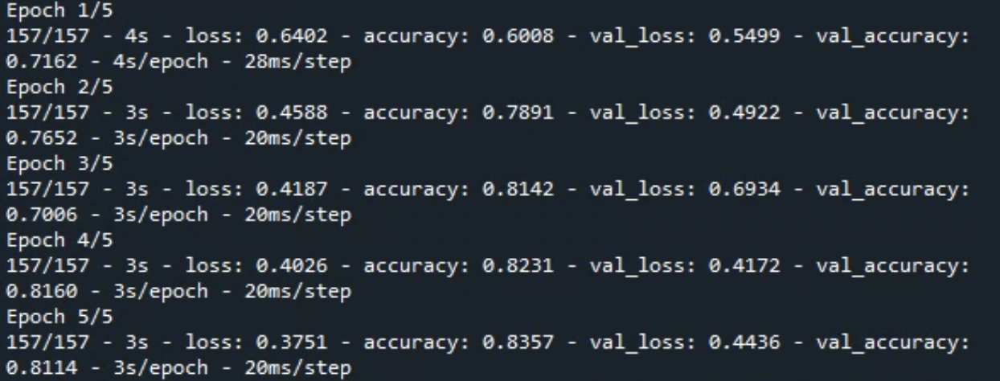 Epoch 1/5
157/157 - 4s - loss: 0.6402 - accuracy: 0.6008 - val_loss: 0.5499 - val_accuracy:
0.7162 - 4s/epoch - 28ms/step
Epoch 2/5
157/157 - 3s - loss: 0.4588 - accuracy: 0.7891 - val_loss: 0.4922 - val_accuracy:
0.7652 - 3s/epoch - 20ms/step
Epoch 3/5
157/157 - 3s - loss: 0.4187 - accuracy: 0.8142 - val_loss: 0.6934 - val_accuracy:
0.7006 - 3s/epoch - 20ms/step
Epoch 4/5
157/157 - 3s - loss: 0.4026 - accuracy: 0.8231 - val_loss: 0.4172 - val_accuracy:
0.8160 - 3s/epoch - 20ms/step
Epoch 5/5
157/157 - 3s - loss: 0.3751 - accuracy: 0.8357 - val_loss: 0.4436 - val_accuracy:
0.8114 - 3s/epoch - 20ms/step